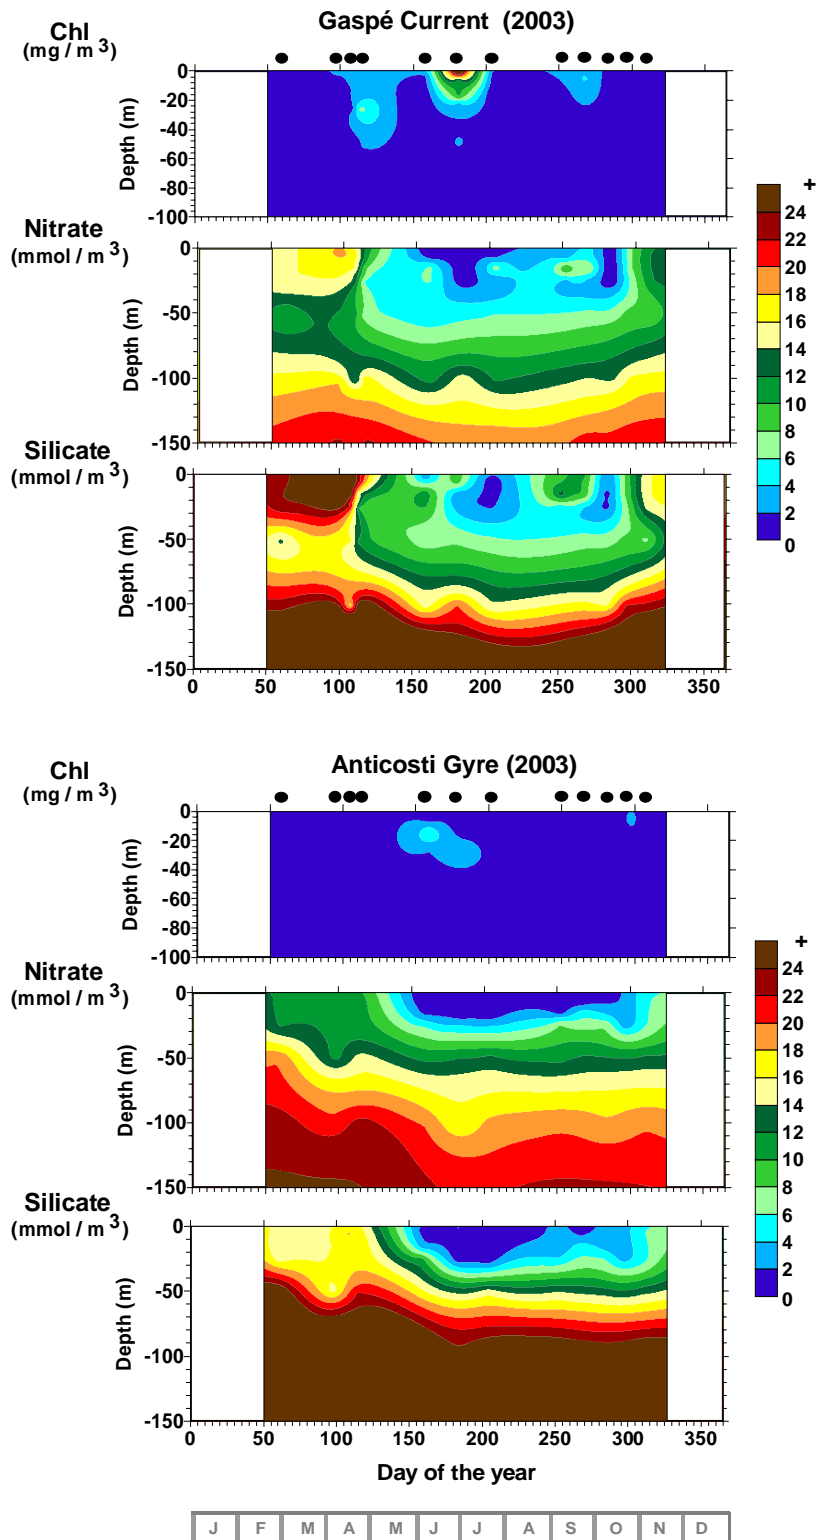 Gaspé Current (2003)
Chl
(mg / m 3)
Depth (m)
0
-20
-40
-60
-80
-100
Nitrate
(mmol / m 3)
Depth (m)
0
-50
-100
-150
Silicate
(mmol / m 3)
Depth (m)
0
-50
-100
-150
0 50 100 150 200 250 300 350
+
24
22
20
18
16
14
12
10
8
6
4
2
0
Anticosti Gyre (2003)
Chl
(mg / m 3)
Depth (m)
0
-20
-40
-60
-80
-100
Nitrate
(mmol / m 3)
Depth (m)
0
-50
-100
-150
Silicate
(mmol / m 3)
Depth (m)
0
-50
-100
-150
0 50 100 150 200 250 300 350
+
24
22
20
18
16
14
12
10
8
6
4
2
0
Day of the year
J F M A M J J A S O N D